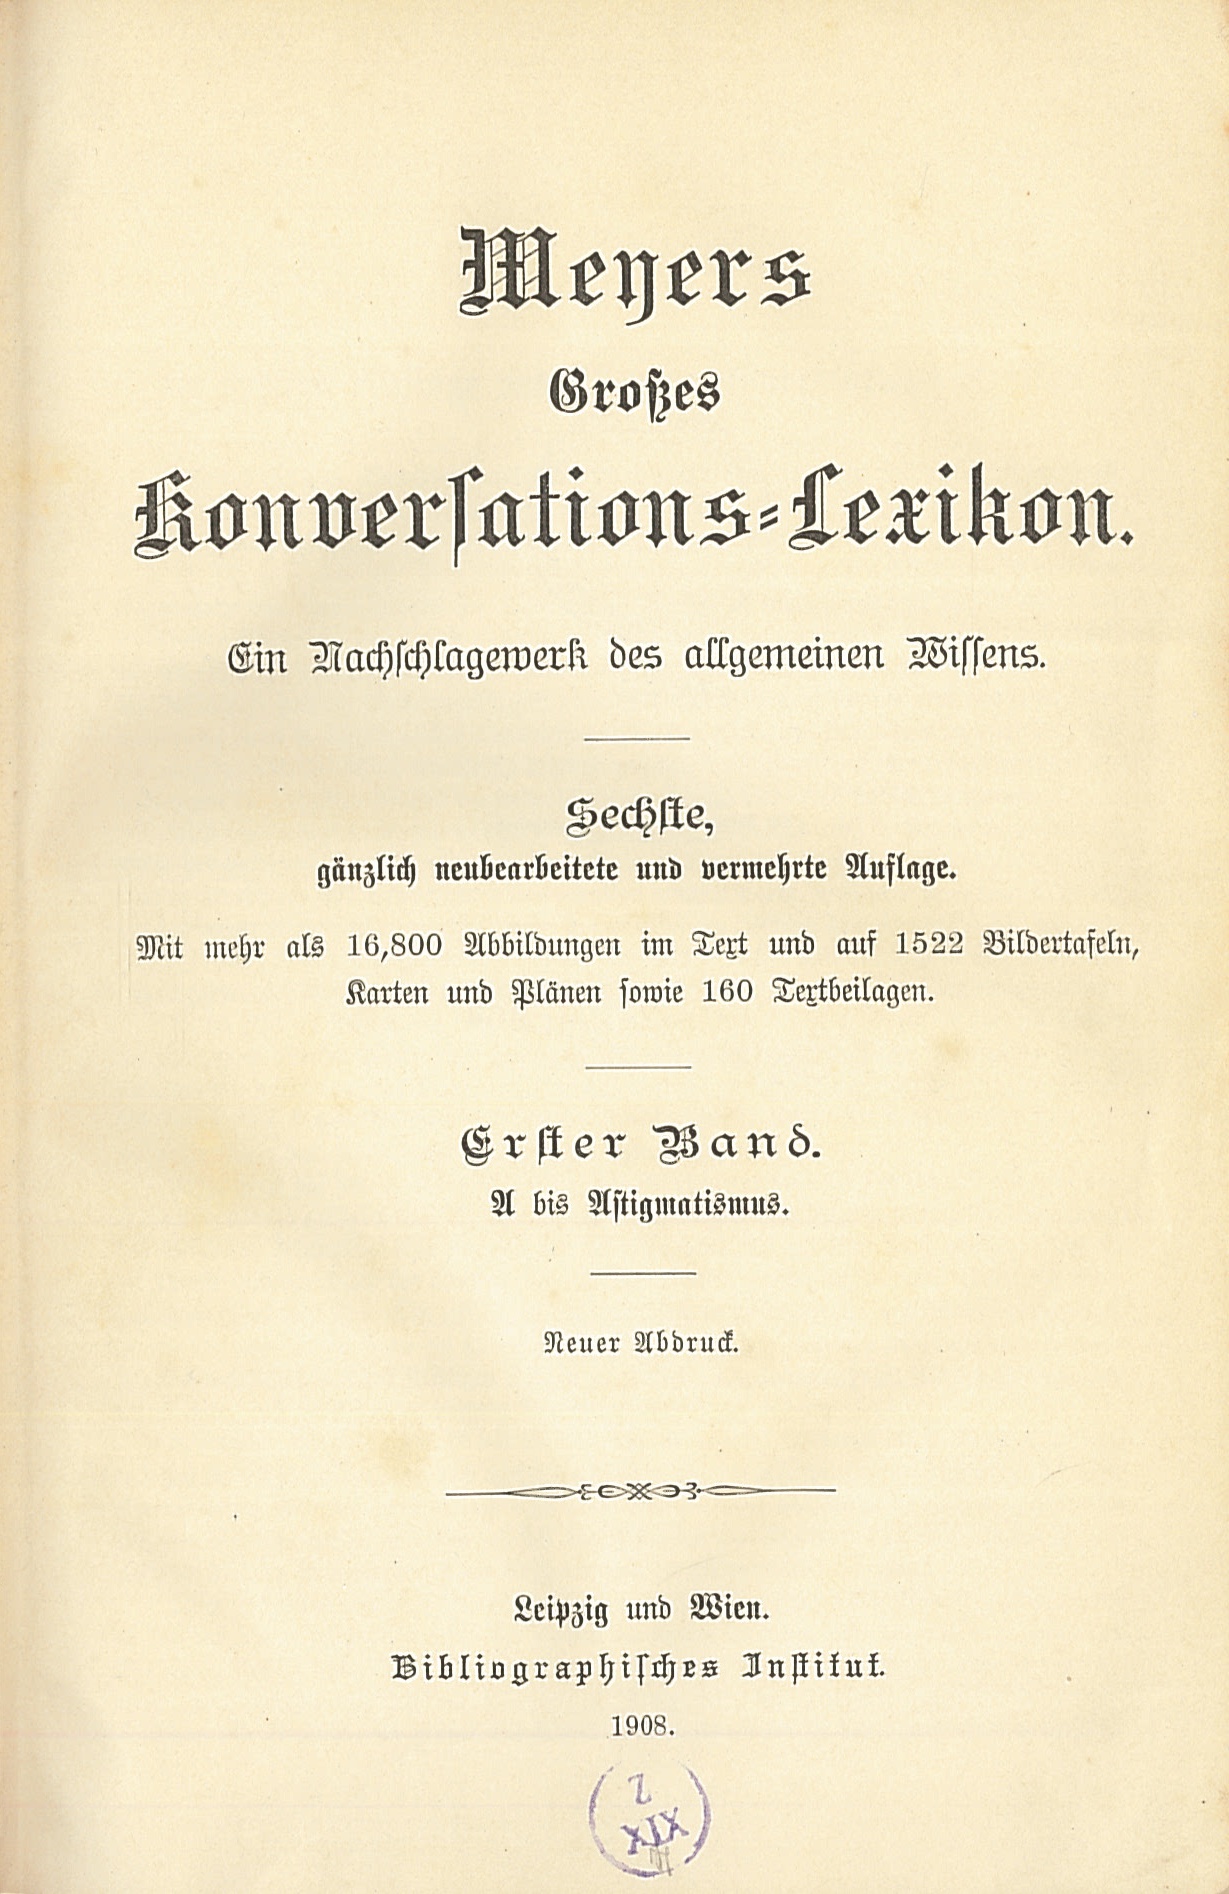 Meyers
Großes
Konverſations-Lexikon.
Ein Nachſchlagewerk des allgemeinen Wiſſens.
Sechſte,
gänzlich neubearbeitete und vermehrte Auflage.
Mit mehr als 16,800 Abbildungen im Text und auf 1522 Bildertafeln,
Karten und Plänen ſowie 160 Textbeilagen.
Erſter Band.
A bis Aſtigmatismus.
Neuer Abdruck.
Leipzig und Wien.
Bibliographiſches Inſtitut.
1908.
Z
XIX